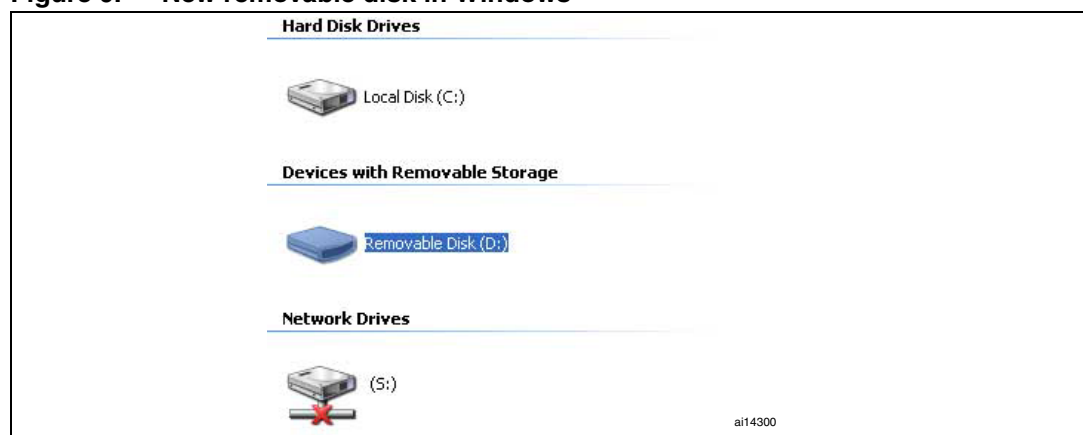 Hard Disk Drives
Local Disk (C:)
Devices with Removable Storage
Removable Disk (D:)
Network Drives
(S:)
ai14300